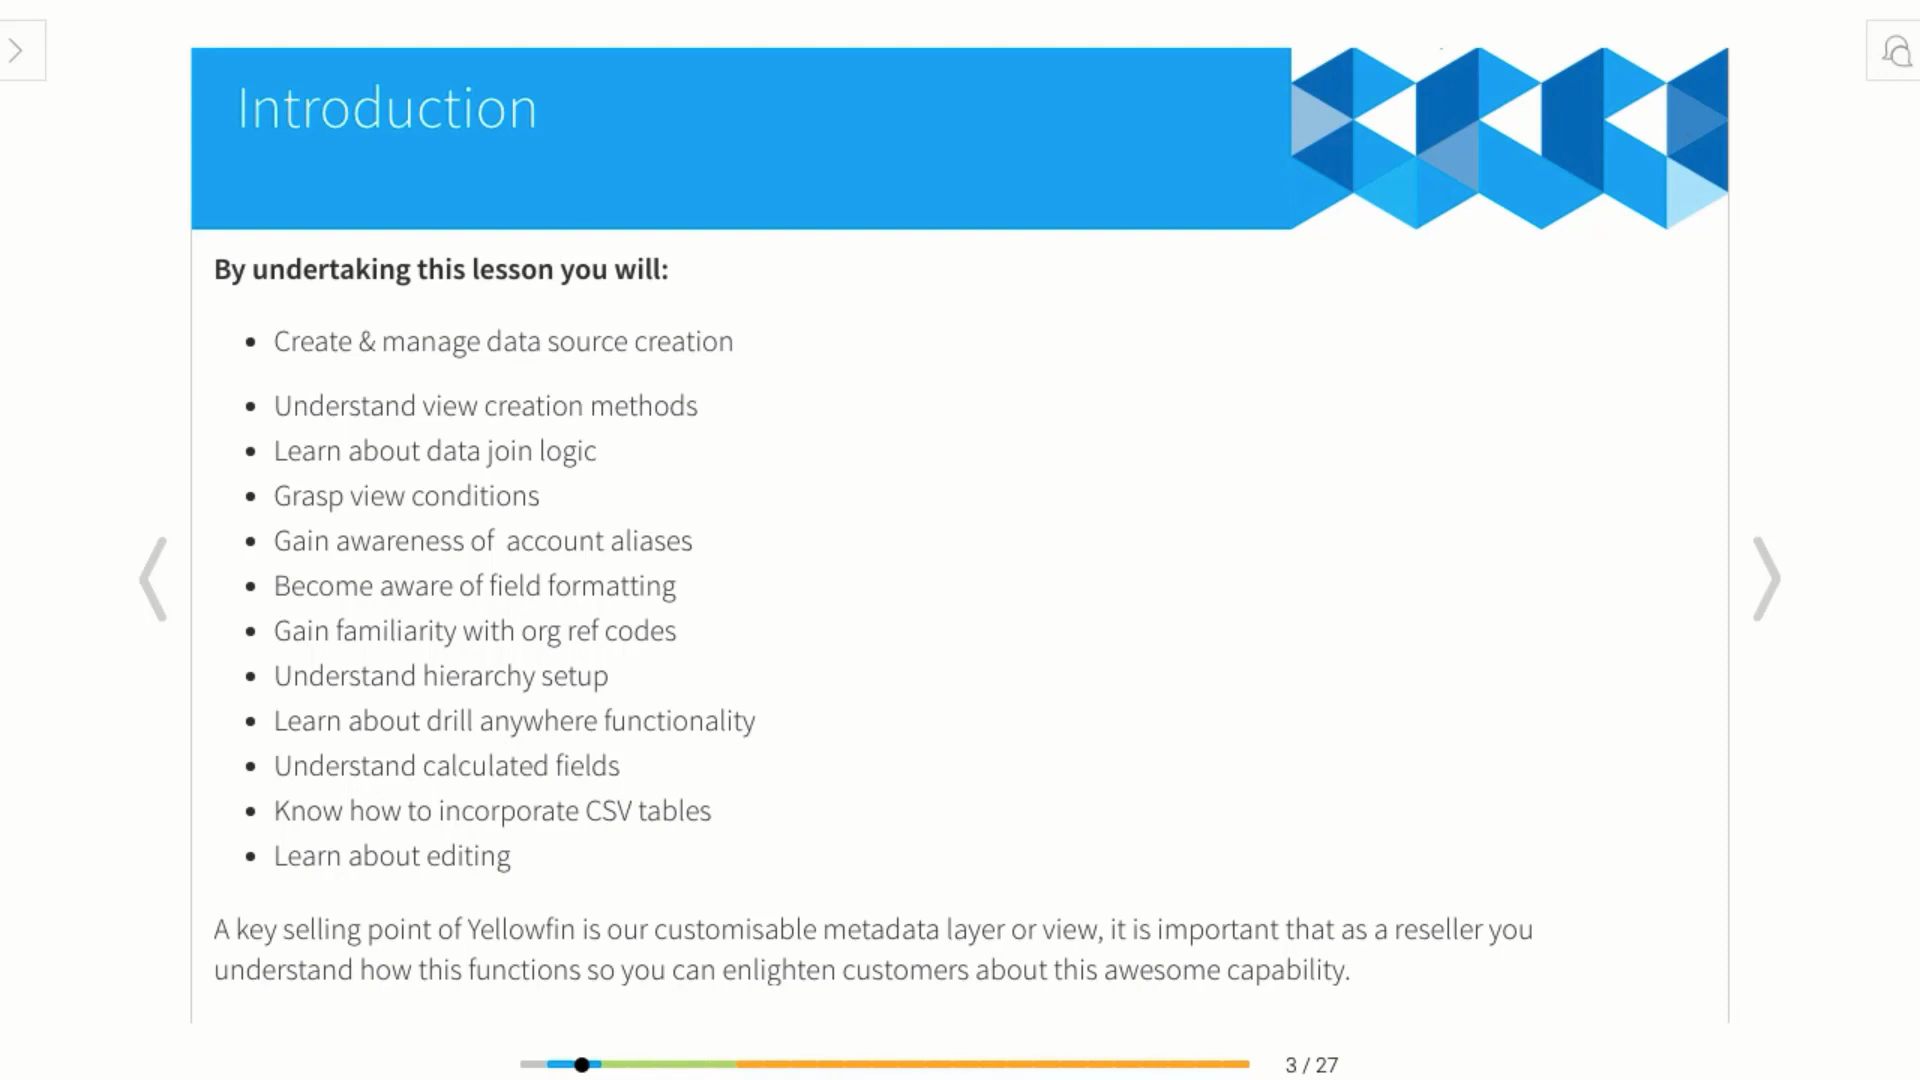 Introduction
By undertaking this lesson you will:
• Create & manage data source creation
• Understand view creation methods
• Learn about data join logic
• Grasp view conditions
• Gain awareness of  account aliases
• Become aware of field formatting
• Gain familiarity with org ref codes
• Understand hierarchy setup
• Learn about drill anywhere functionality
• Understand calculated fields
• Know how to incorporate CSV tables
• Learn about editing
A key selling point of Yellowfin is our customisable metadata layer or view, it is important that as a reseller you
understand how this functions so you can enlighten customers about this awesome capability.
3 / 27